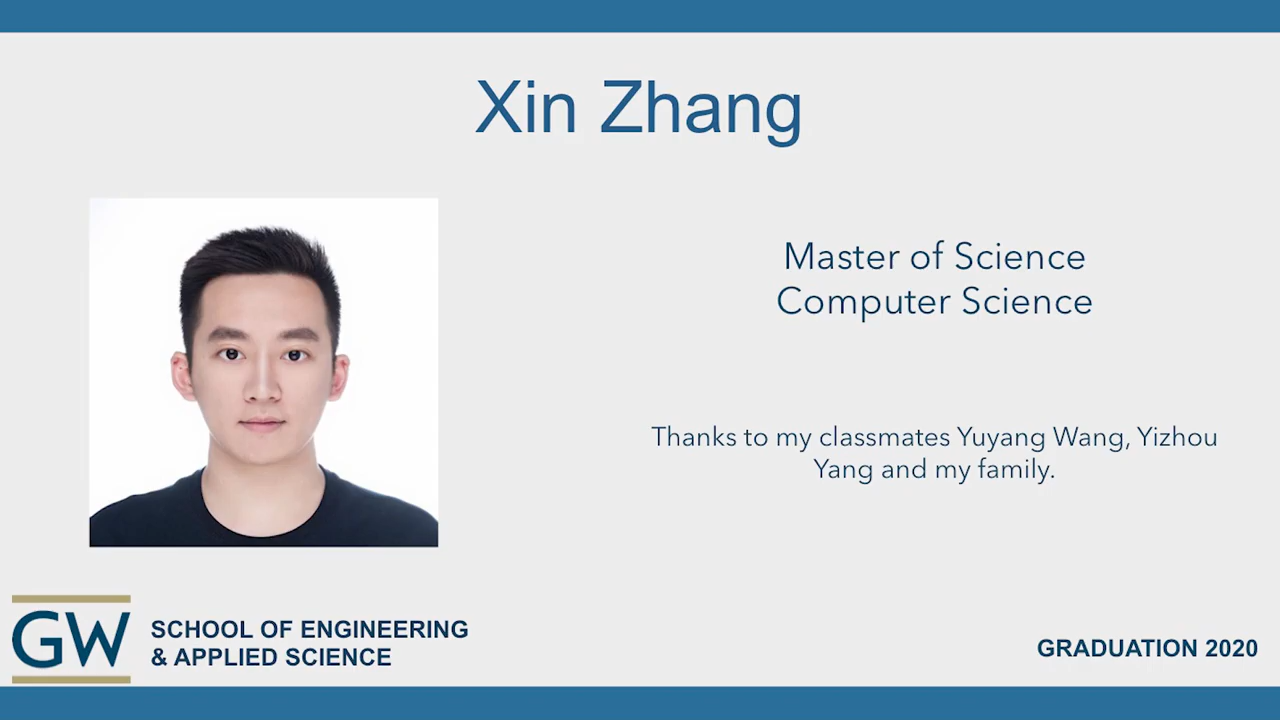 Xin Zhang
Master of Science
Computer Science
Thanks to my classmates Yuyang Wang, Yizhou
Yang and my family.
GW
SCHOOL OF ENGINEERING
& APPLIED SCIENCE
GRADUATION 2020